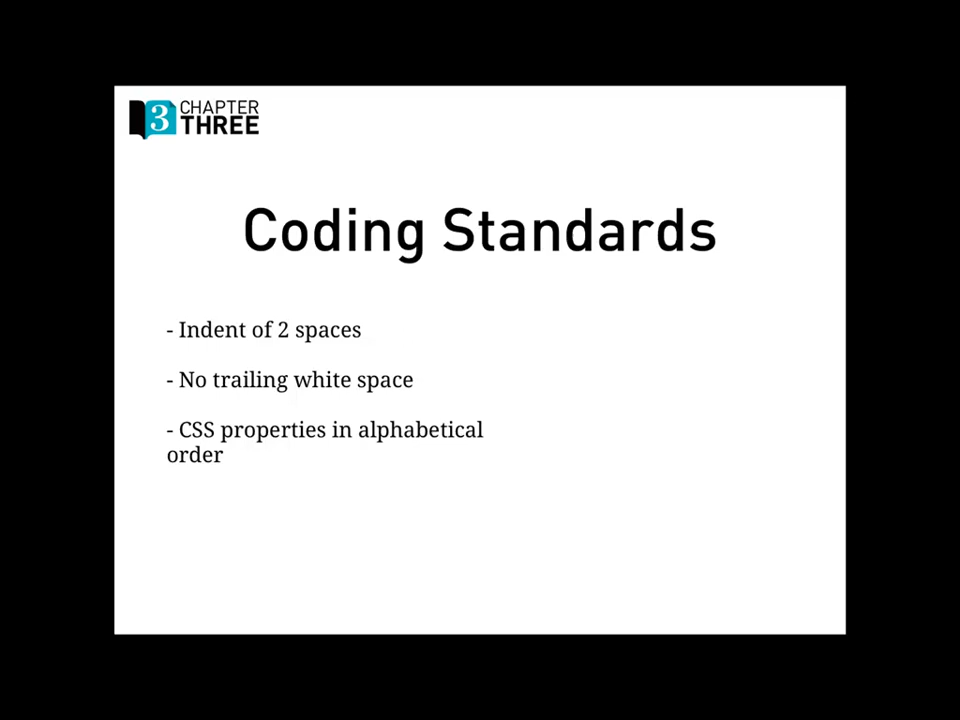 3 CHAPTER
THREE
Coding Standards
- Indent of 2 spaces
- No trailing white space
- CSS properties in alphabetical
order